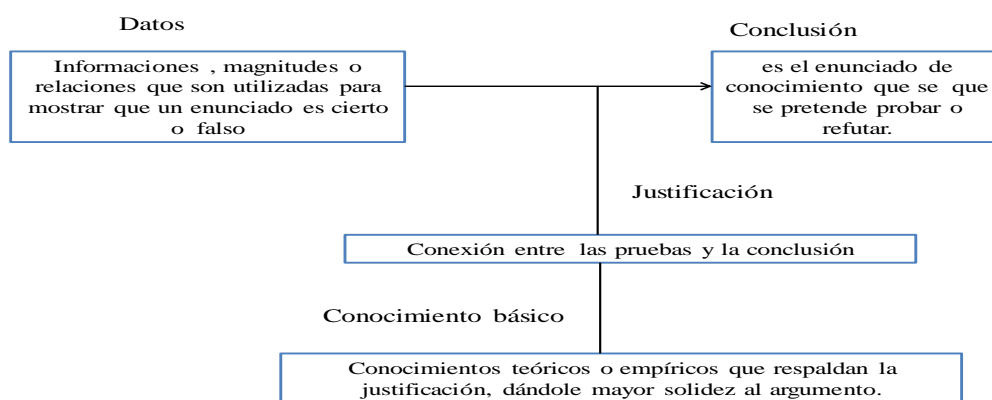 Datos
Conclusión
Informaciones , magnitudes o
relaciones que son utilizadas para
mostrar que un enunciado es cierto
o falso
es el enunciado de
conocimiento que se que
se pretende probar o
refutar.
Justificación
Conexión entre las pruebas y la conclusión
Conocimiento básico
Conocimientos teóricos o empíricos que respaldan la
justificación, dándole mayor solidez al argumento.